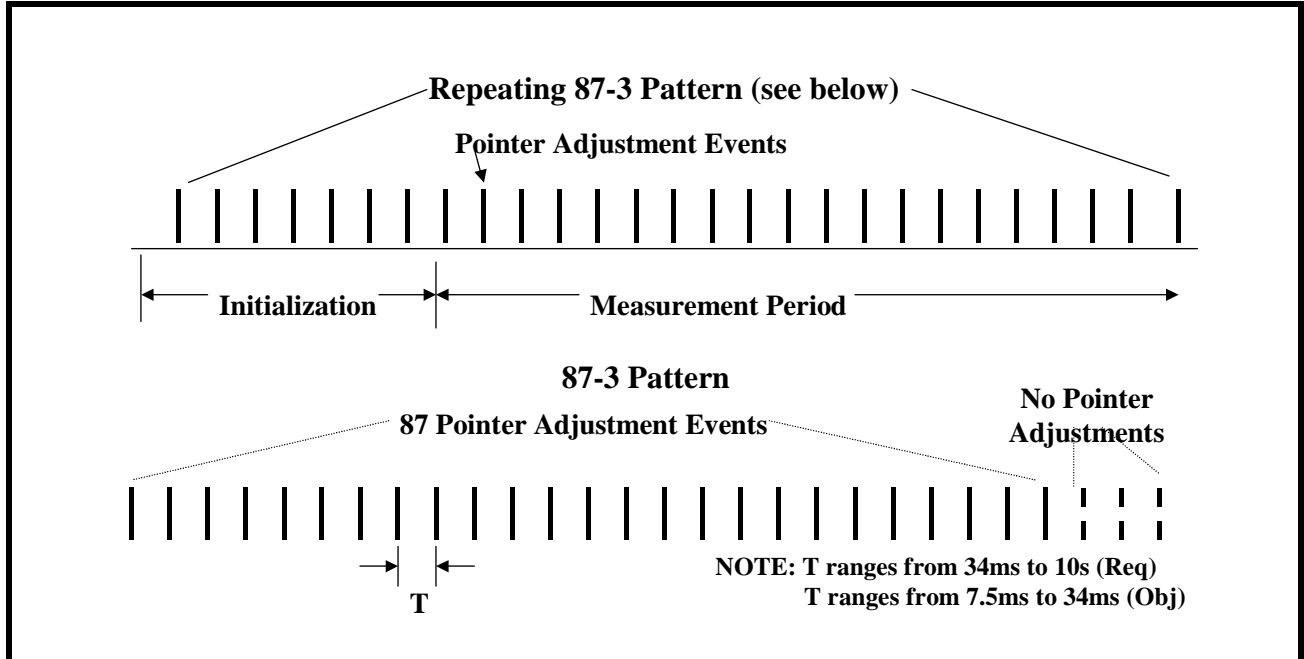 Repeating 87-3 Pattern (see below)
Pointer Adjustment Events
Initialization
Measurement Period
87-3 Pattern
87 Pointer Adjustment Events
No Pointer
Adjustments
T
NOTE: T ranges from 34ms to 10s (Req)
T ranges from 7.5ms to 34ms (Obj)